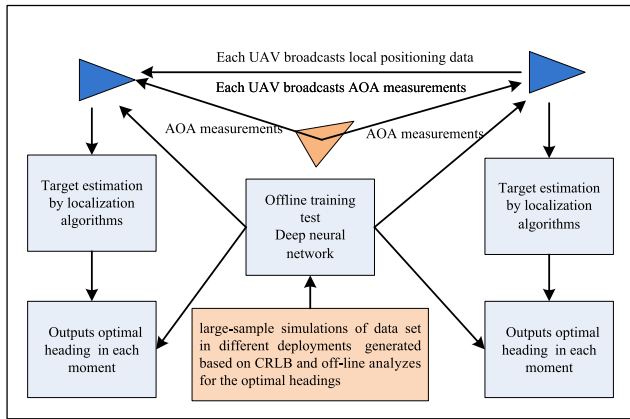 Each UAV broadcasts local positioning data
Each UAV broadcasts AOA measurements
AOA measurements
AOA measurements
Target estimation
by localization
algorithms
Offline training
test
Deep neural
network
Target estimation
by localization
algorithms
Outputs optimal
heading in each
moment
large-sample simulations of data set
in different deployments generated
based on CRLB and off-line analyzes
for the optimal headings
Outputs optimal
heading in each
moment